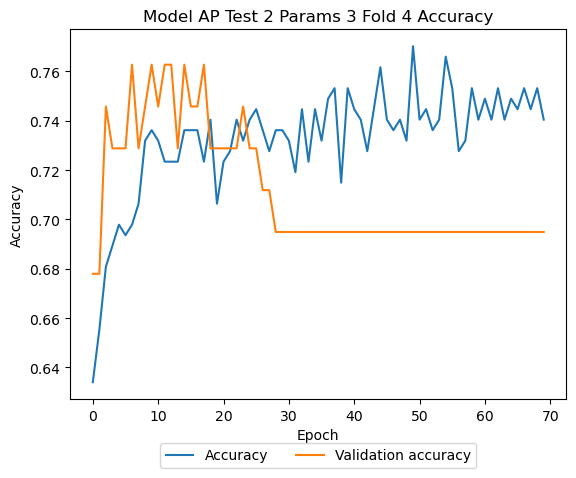 Model AP Test 2 Params 3 Fold 4 Accuracy
Accuracy
0.76
0.74
0.72
0.70
0.68
0.66
0.64
0 10 20 30 40 50 60 70
Epoch
Accuracy Validation accuracy